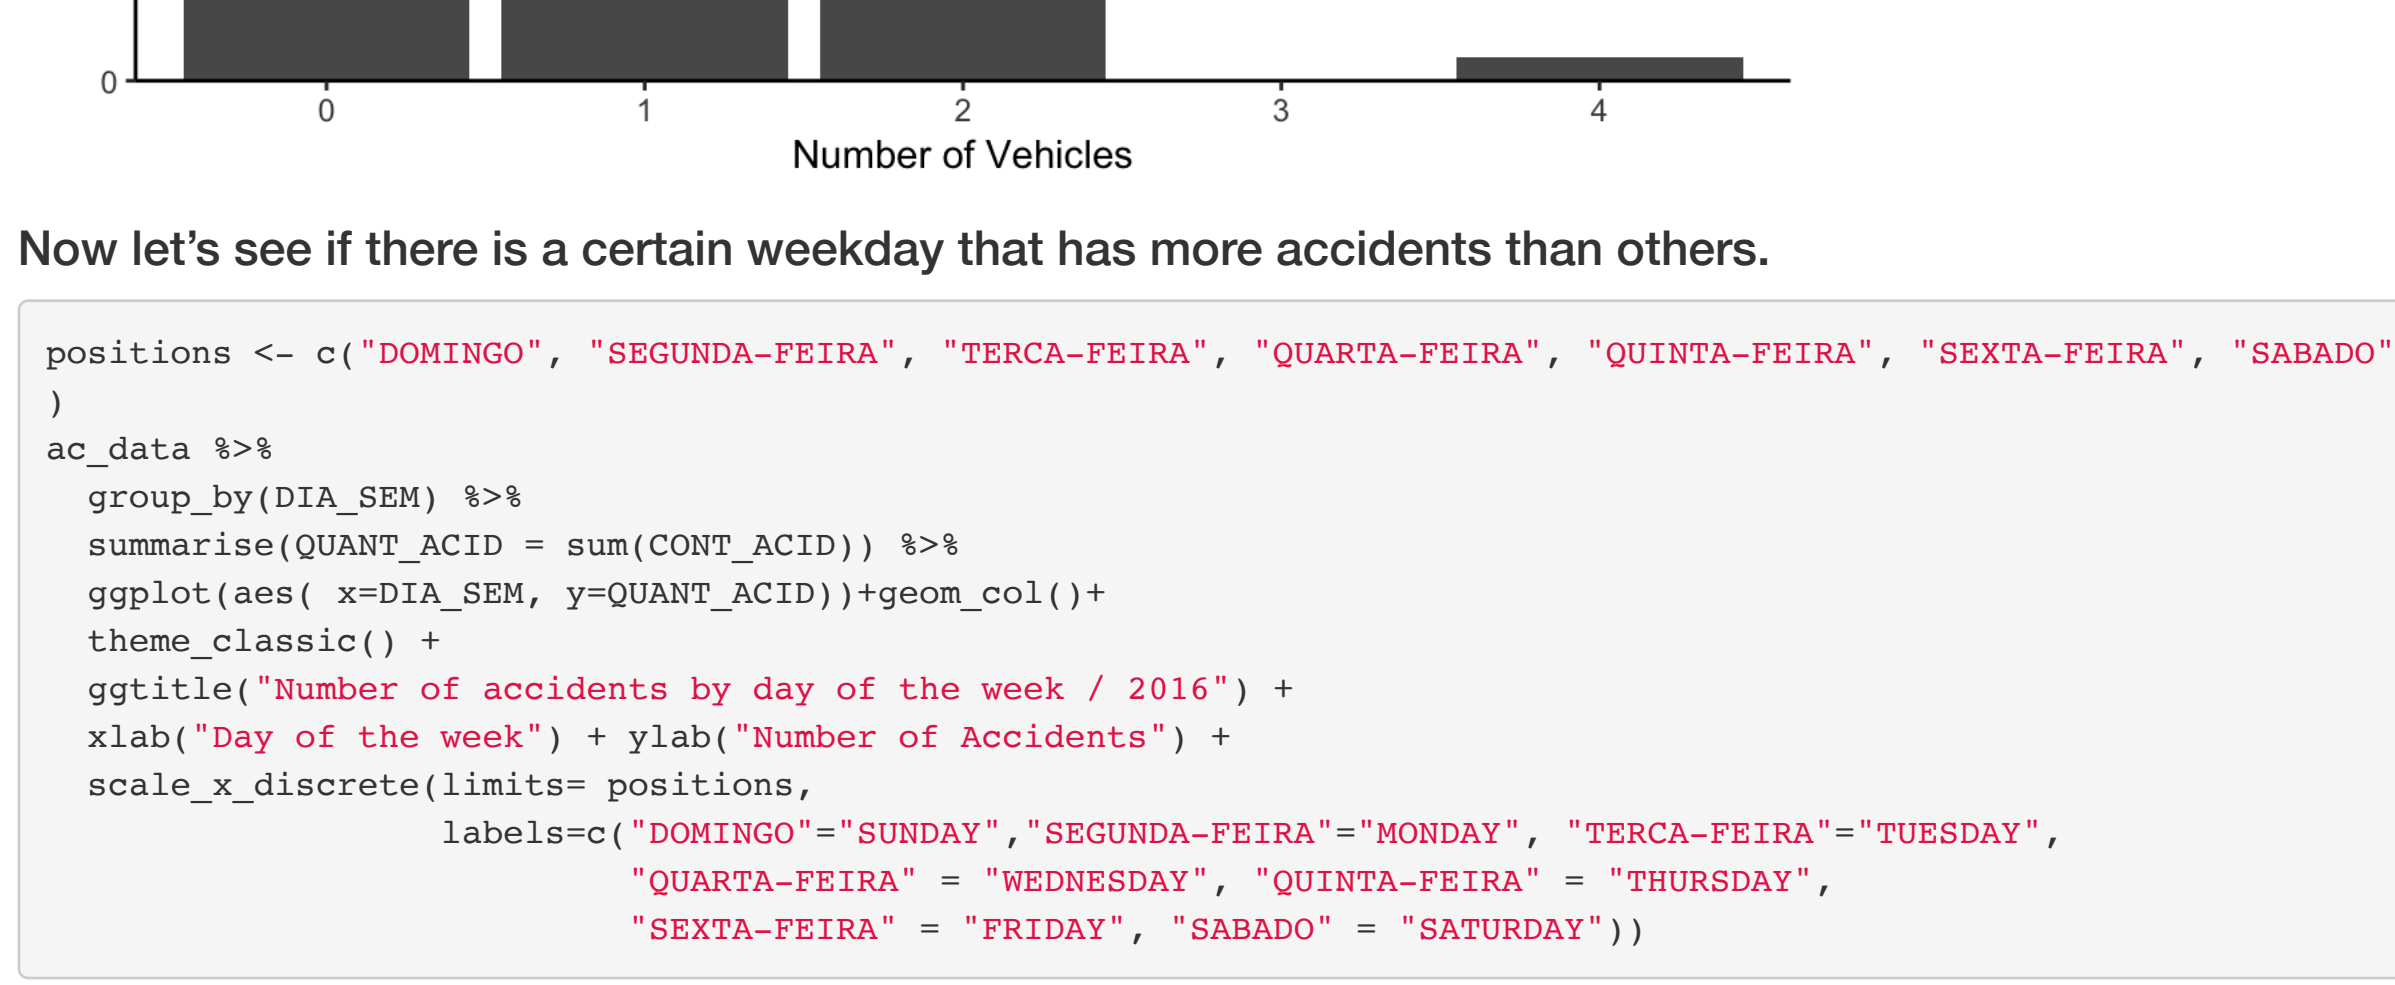 0
0 1 2 3 4
Number of Vehicles
Now let’s see if there is a certain weekday that has more accidents than others.
positions <- c("DOMINGO", "SEGUNDA-FEIRA", "TERCA-FEIRA", "QUARTA-FEIRA", "QUINTA-FEIRA", "SEXTA-FEIRA", "SABADO"
)
ac_data %>%
  group_by(DIA_SEM) %>%
  summarise(QUANT_ACID = sum(CONT_ACID)) %>%
  ggplot(aes( x=DIA_SEM, y=QUANT_ACID))+geom_col()+
  theme_classic() +
  ggtitle("Number of accidents by day of the week / 2016") +
  xlab("Day of the week") + ylab("Number of Accidents") +
  scale_x_discrete(limits= positions,
                   labels=c("DOMINGO"="SUNDAY","SEGUNDA-FEIRA"="MONDAY", "TERCA-FEIRA"="TUESDAY",
                            "QUARTA-FEIRA" = "WEDNESDAY", "QUINTA-FEIRA" = "THURSDAY",
                            "SEXTA-FEIRA" = "FRIDAY", "SABADO" = "SATURDAY"))